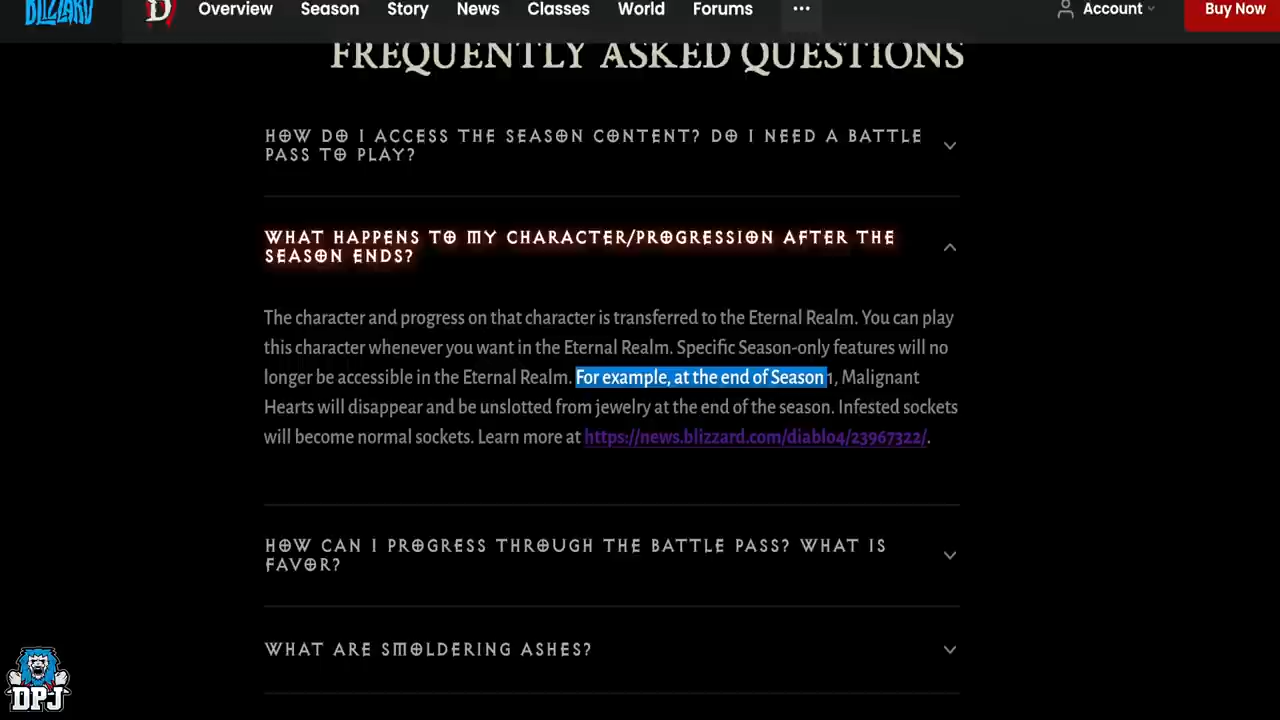 BLIZZARD
D
Overview
Season
Story
News
Classes
World
Forums
...
Account
Buy Now
FREQUENTLY ASKED QUESTIONS
HOW DO I ACCESS THE SEASON CONTENT? DO I NEED A BATTLE
PASS TO PLAY?
WHAT HAPPENS TO MY CHARACTER/PROGRESSION AFTER THE
SEASON ENDS?
The character and progress on that character is transferred to the Eternal Realm. You can play
this character whenever you want in the Eternal Realm. Specific Season-only features will no
longer be accessible in the Eternal Realm. For example, at the end of Season 1, Malignant
Hearts will disappear and be unslotted from jewelry at the end of the season. Infested sockets
will become normal sockets. Learn more at https://news.blizzard.com/diablo4/23967322/.
HOW CAN I PROGRESS THROUGH THE BATTLE PASS? WHAT IS
FAVOR?
WHAT ARE SMOLDERING ASHES?
DPJ